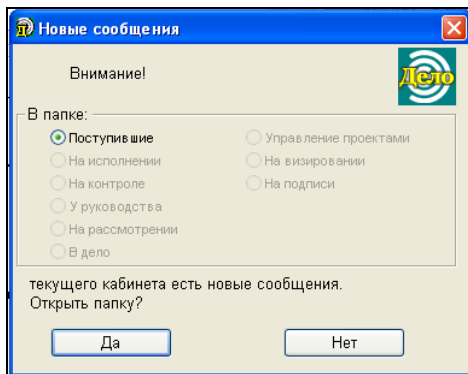 Новые сообщения
Внимание!
Дело
В папке:
Поступившие
Управление проектами
На исполнении
На визировании
На контроле
На подписи
У руководства
На рассмотрении
В дело
текущего кабинета есть новые сообщения.
Открыть папку?
Да
Нет